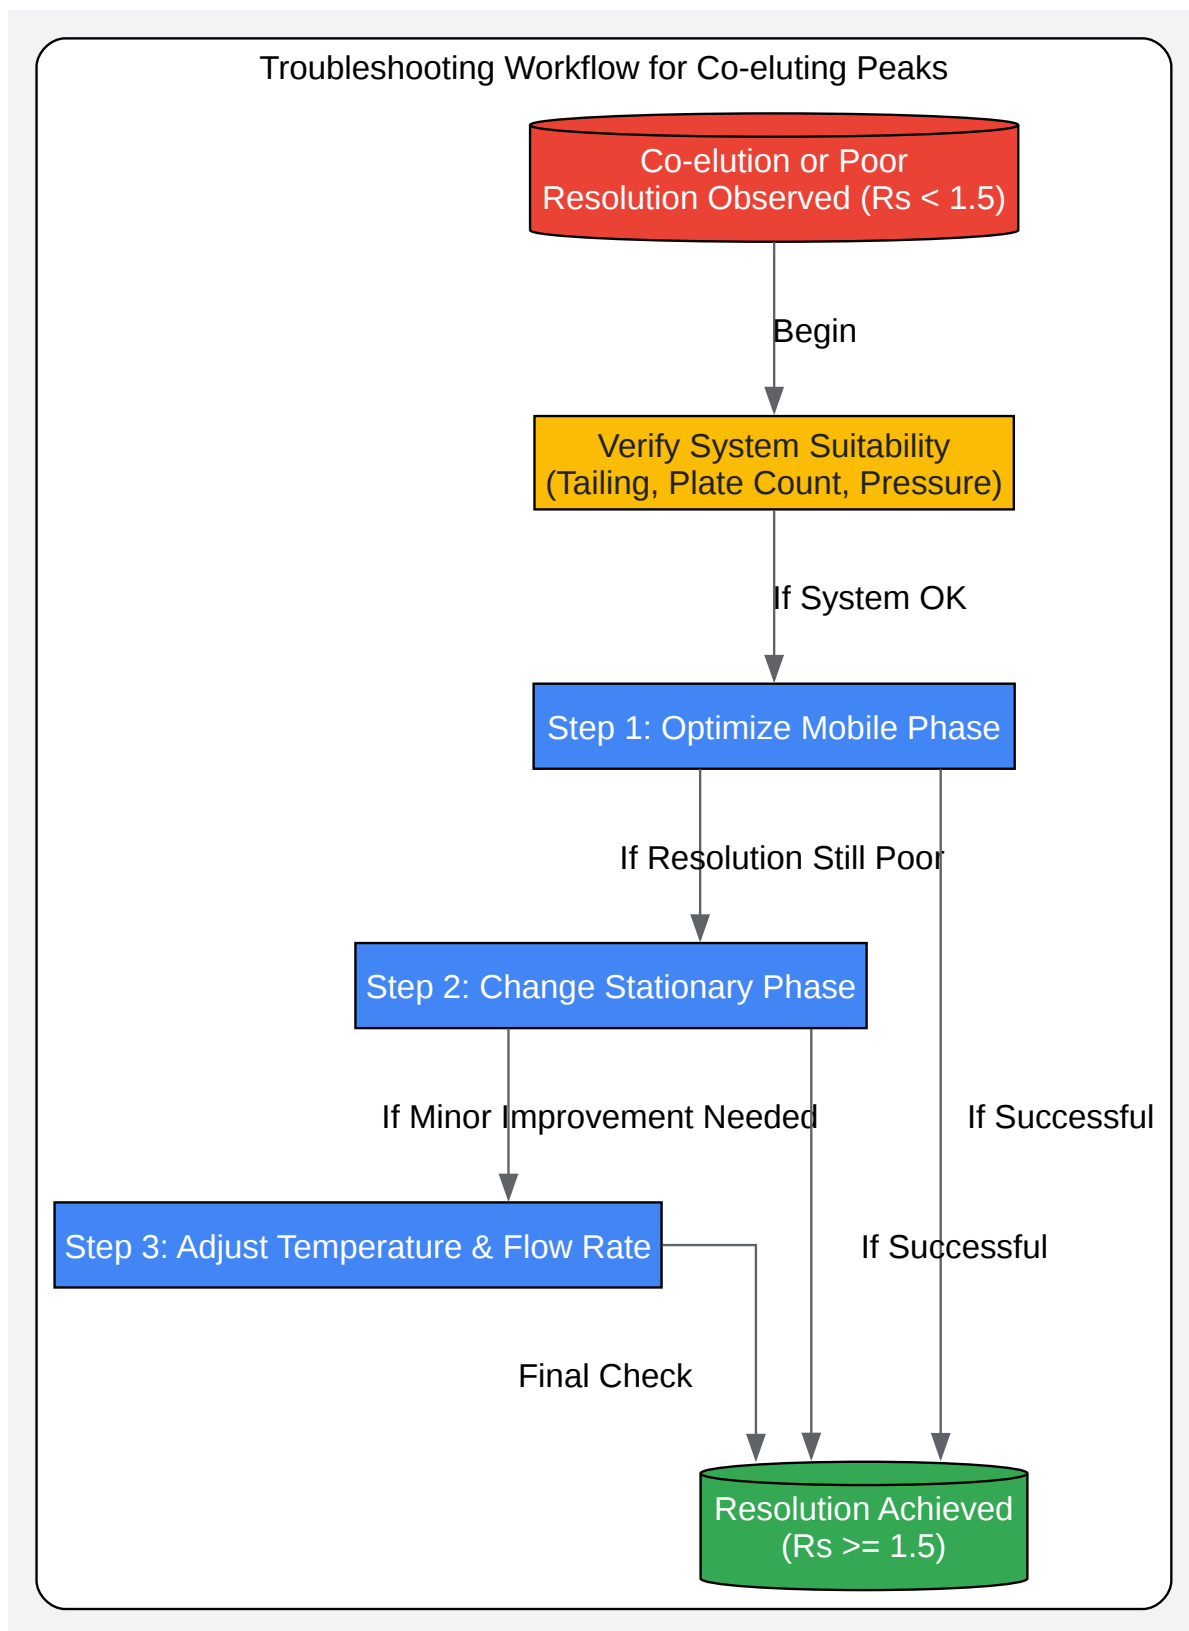 Troubleshooting Workflow for Co-eluting Peaks
Co-elution or Poor
Resolution Observed (Rs < 1.5)
Begin
Verify System Suitability
(Tailing, Plate Count, Pressure)
If System OK
Step 1: Optimize Mobile Phase
If Resolution Still Poor
Step 2: Change Stationary Phase
If Minor Improvement Needed
If Successful
Step 3: Adjust Temperature & Flow Rate
If Successful
Final Check
Resolution Achieved
(Rs >= 1.5)